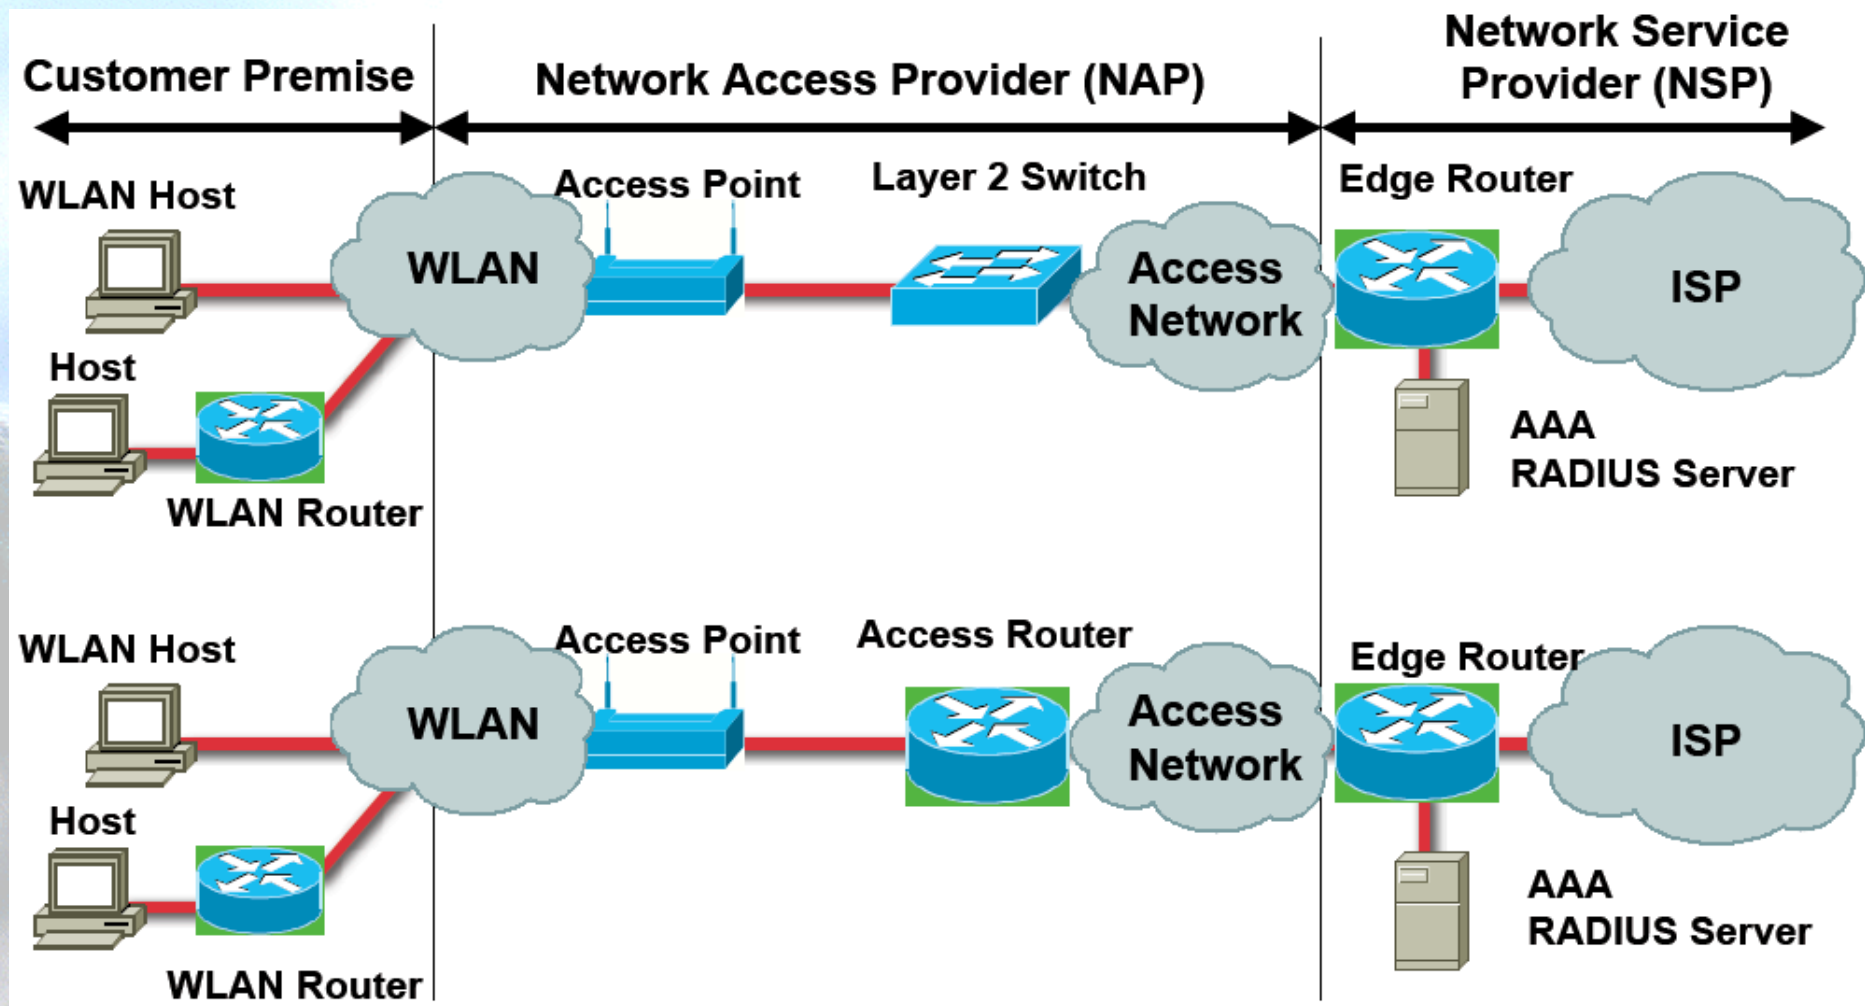 Customer Premise
Network Access Provider (NAP)
Network Service
Provider (NSP)
WLAN Host
Access Point
Layer 2 Switch
Edge Router
WLAN
Access
Network
ISP
Host
WLAN Router
AAA
RADIUS Server
WLAN Host
Access Point
Access Router
Edge Router
WLAN
Access
Network
ISP
Host
WLAN Router
AAA
RADIUS Server